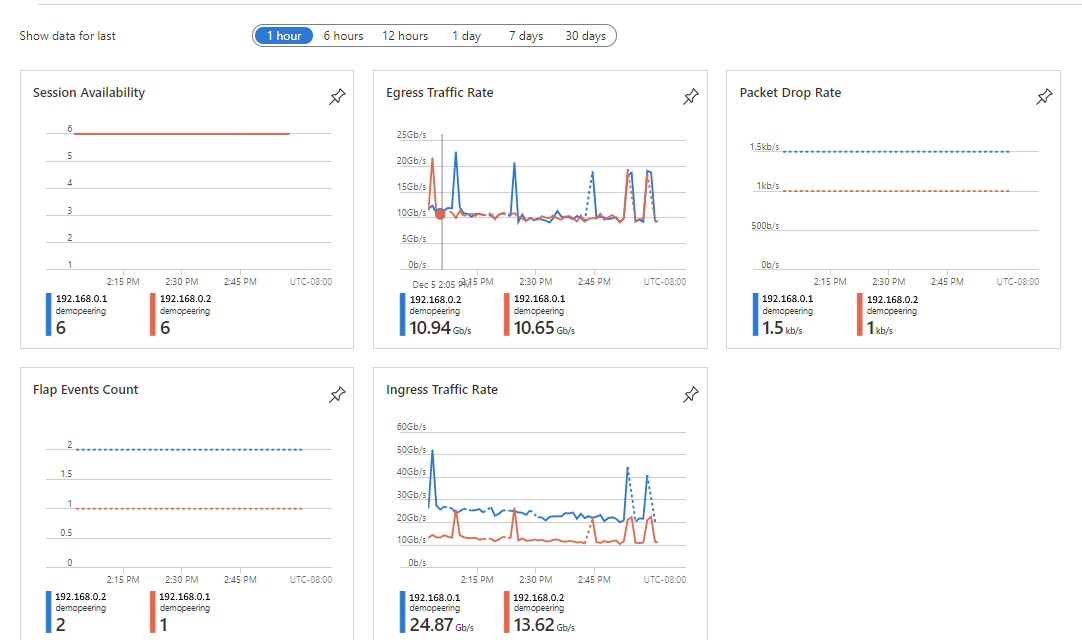 Show data for last
1 hour 6 hours 12 hours 1 day 7 days 30 days
Session Availability
6
5
4
3
2
1
2:15 PM 2:30 PM 2:45 PM UTC-08:00
192.168.0.1 192.168.0.2
demopeering demopeering
6 6
Egress Traffic Rate
25Gb/s
20Gb/s
15Gb/s
10Gb/s
5Gb/s
0b/s
Dec 5 2:05 PM 2:15 PM 2:30 PM 2:45 PM UTC-08:00
192.168.0.2 192.168.0.1
demopeering demopeering
10.94 Gb/s 10.65 Gb/s
Packet Drop Rate
1.5kb/s
1kb/s
500b/s
0b/s
2:15 PM 2:30 PM 2:45 PM UTC-08:00
192.168.0.1 192.168.0.2
demopeering demopeering
1.5 kb/s 1 kb/s
Flap Events Count
2
1.5
1
0.5
0
2:15 PM 2:30 PM 2:45 PM UTC-08:00
192.168.0.2 192.168.0.1
demopeering demopeering
2 1
Ingress Traffic Rate
60Gb/s
50Gb/s
40Gb/s
30Gb/s
20Gb/s
10Gb/s
0b/s
2:15 PM 2:30 PM 2:45 PM UTC-08:00
192.168.0.1 192.168.0.2
demopeering demopeering
24.87 Gb/s 13.62 Gb/s